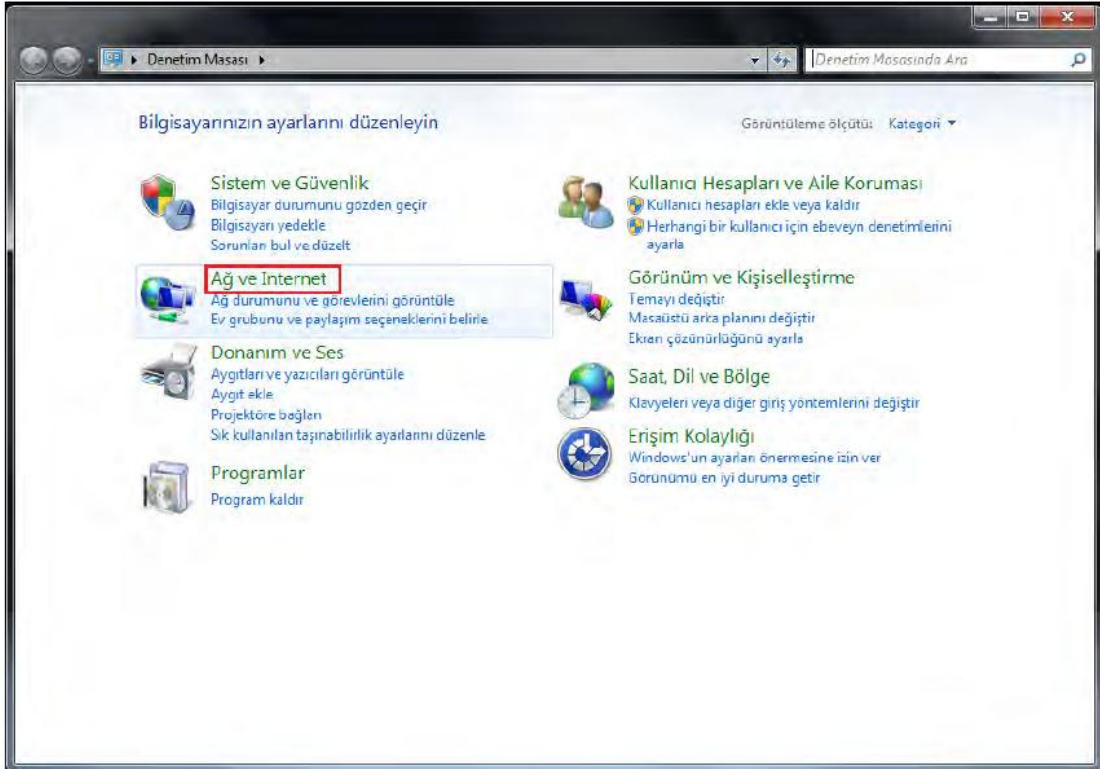 Denetim Masası
Denetim Masasında Ara
Bilgisayarınızın ayarlarını düzenleyin
Görüntüleme ölçütü: Kategori
Sistem ve Güvenlik
Bilgisayar durumunu gözden geçir
Bilgisayarı yedekle
Sorunları bul ve düzelt
Ağ ve Internet
Ağ durumunu ve görevlerini görüntüle
Ev grubunu ve paylaşım seçeneklerini belirle
Donanım ve Ses
Aygıtları ve yazıcıları görüntüle
Aygıt ekle
Projektöre bağlan
Sık kullanılan taşınabilirlik ayarlarını düzenle
Programlar
Program kaldır
Kullanıcı Hesapları ve Aile Koruması
Kullanıcı hesapları ekle veya kaldır
Herhangi bir kullanıcı için ebeveyn denetimlerini
ayarla
Görünüm ve Kişiselleştirme
Temayı değiştir
Masaüstü arka planını değiştir
Ekran çözünürlüğünü ayarla
Saat, Dil ve Bölge
Klavyeleri veya diğer giriş yöntemlerini değiştir
Erişim Kolaylığı
Windows'un ayarları önermesine izin ver
Görünümü en iyi duruma getir